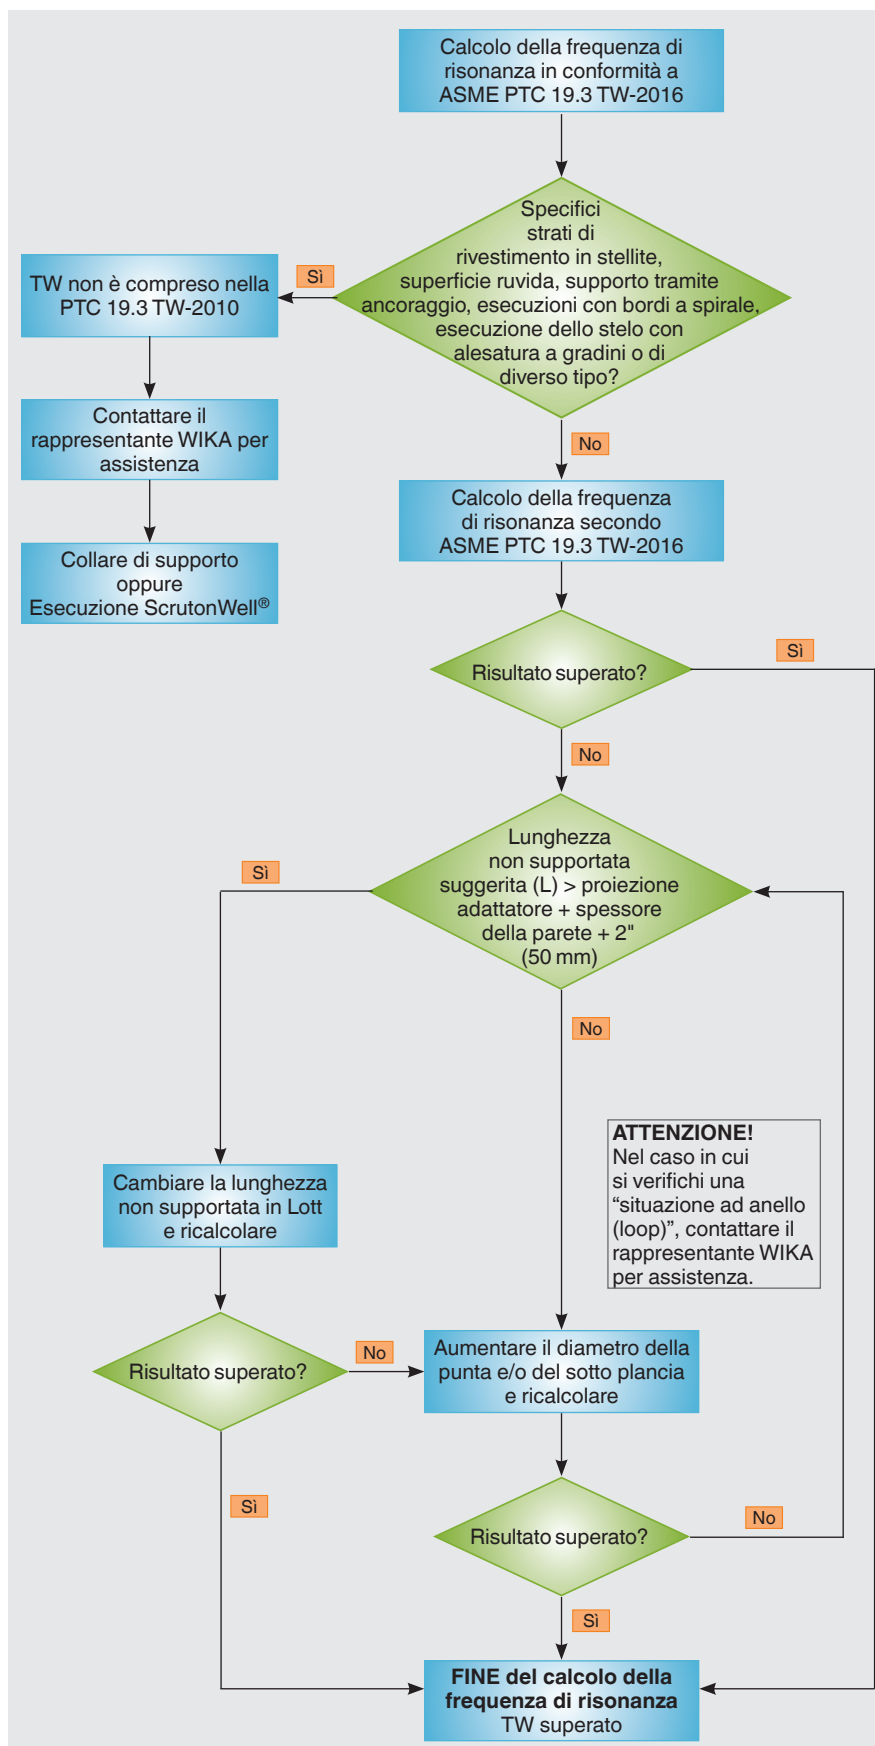 Calcolo della frequenza di
risonanza in conformità a
ASME PTC 19.3 TW-2016
Specifici
strati di
rivestimento in stellite,
superficie ruvida, supporto tramite
ancoraggio, esecuzioni con bordi a spirale,
esecuzione dello stelo con
alesatura a gradini o di
diverso tipo?
Sì
TW non è compreso nella
PTC 19.3 TW-2010
Contattare il
rappresentante WIKA per
assistenza
Collare di supporto
oppure
Esecuzione ScrutonWell®
No
Calcolo della frequenza
di risonanza secondo
ASME PTC 19.3 TW-2016
Risultato superato?
Sì
No
Lunghezza
non supportata
suggerita (L) > proiezione
adattatore + spessore
della parete + 2"
(50 mm)
Sì
No
ATTENZIONE!
Nel caso in cui
si verifichi una
“situazione ad anello
(loop)”, contattare il
rappresentante WIKA
per assistenza.
Cambiare la lunghezza
non supportata in Lott
e ricalcolare
Risultato superato?
No
Aumentare il diametro della
punta e/o del sotto plancia
e ricalcolare
Sì
Risultato superato?
No
Sì
FINE del calcolo della
frequenza di risonanza
TW superato